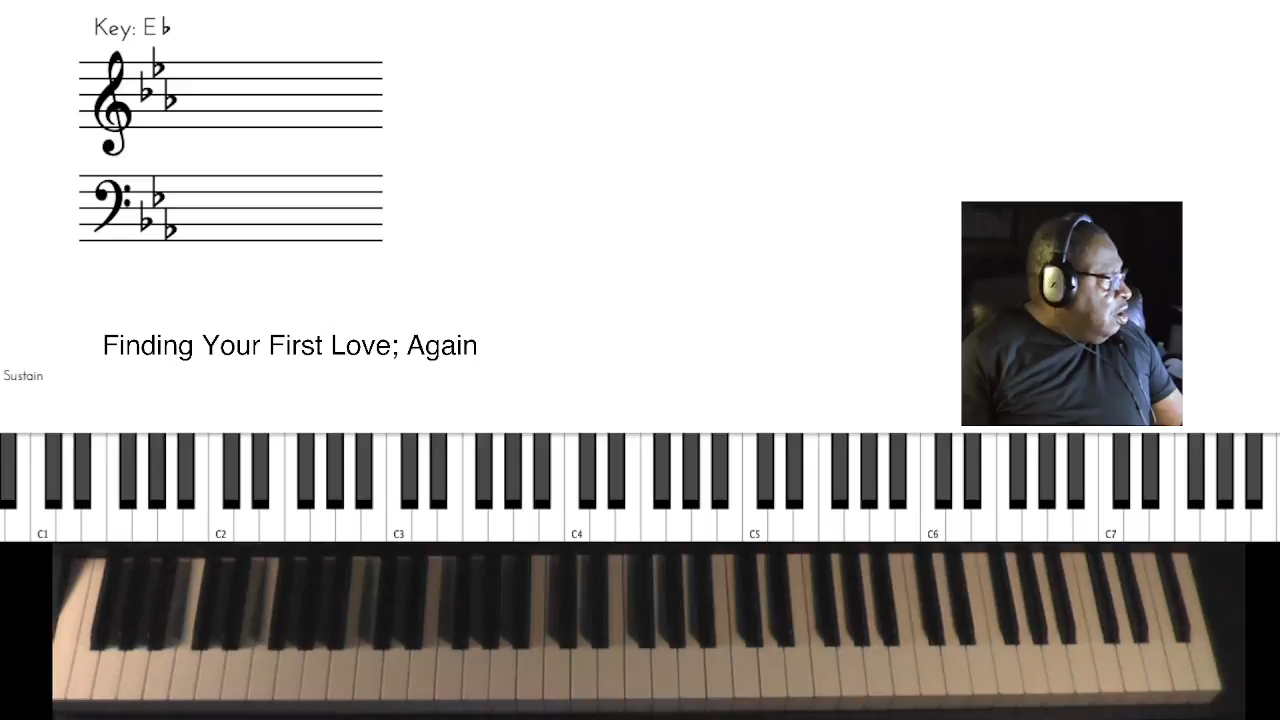 Key: E♭
Finding Your First Love; Again
Sustain
C1 C2 C3 C4 C5 C6 C7